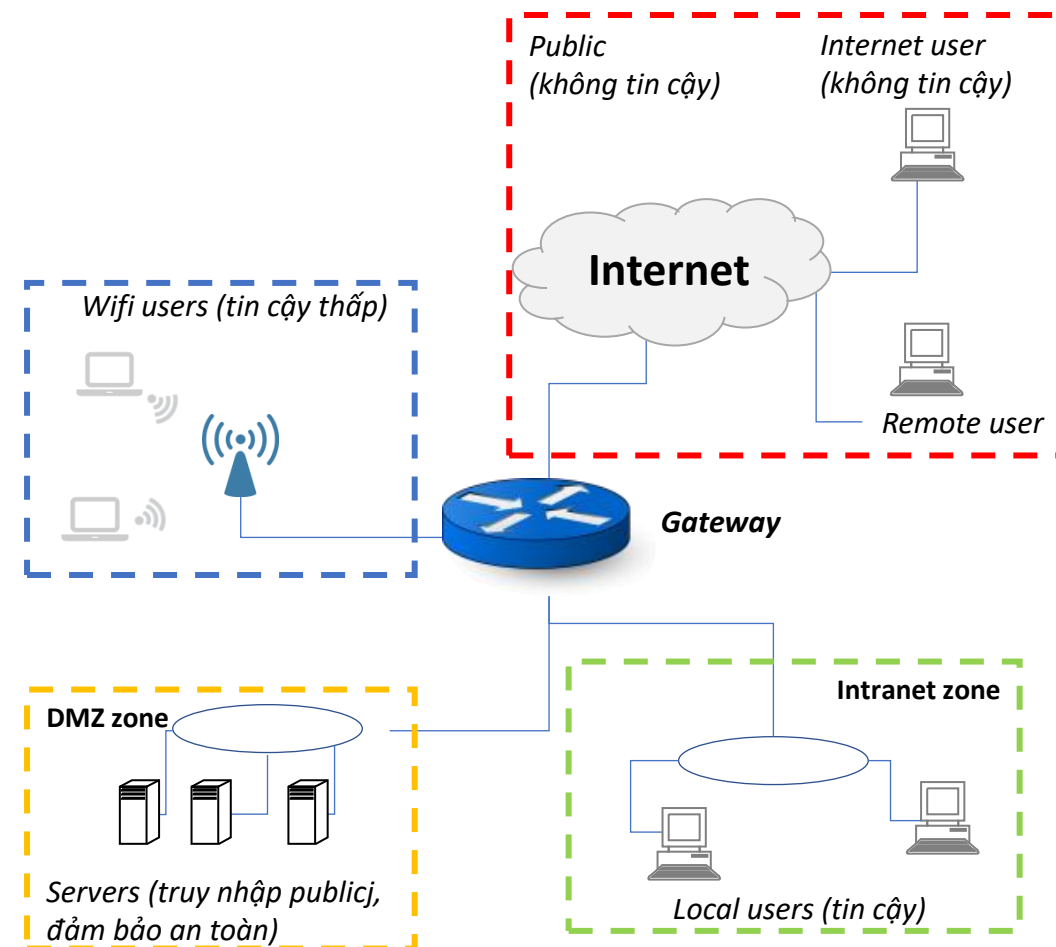 Public
(không tin cậy)
Internet user
(không tin cậy)
Internet
Remote user
Wifi users (tin cậy thấp)
Gateway
DMZ zone
Servers (truy nhập publicj,
đảm bảo an toàn)
Intranet zone
Local users (tin cậy)